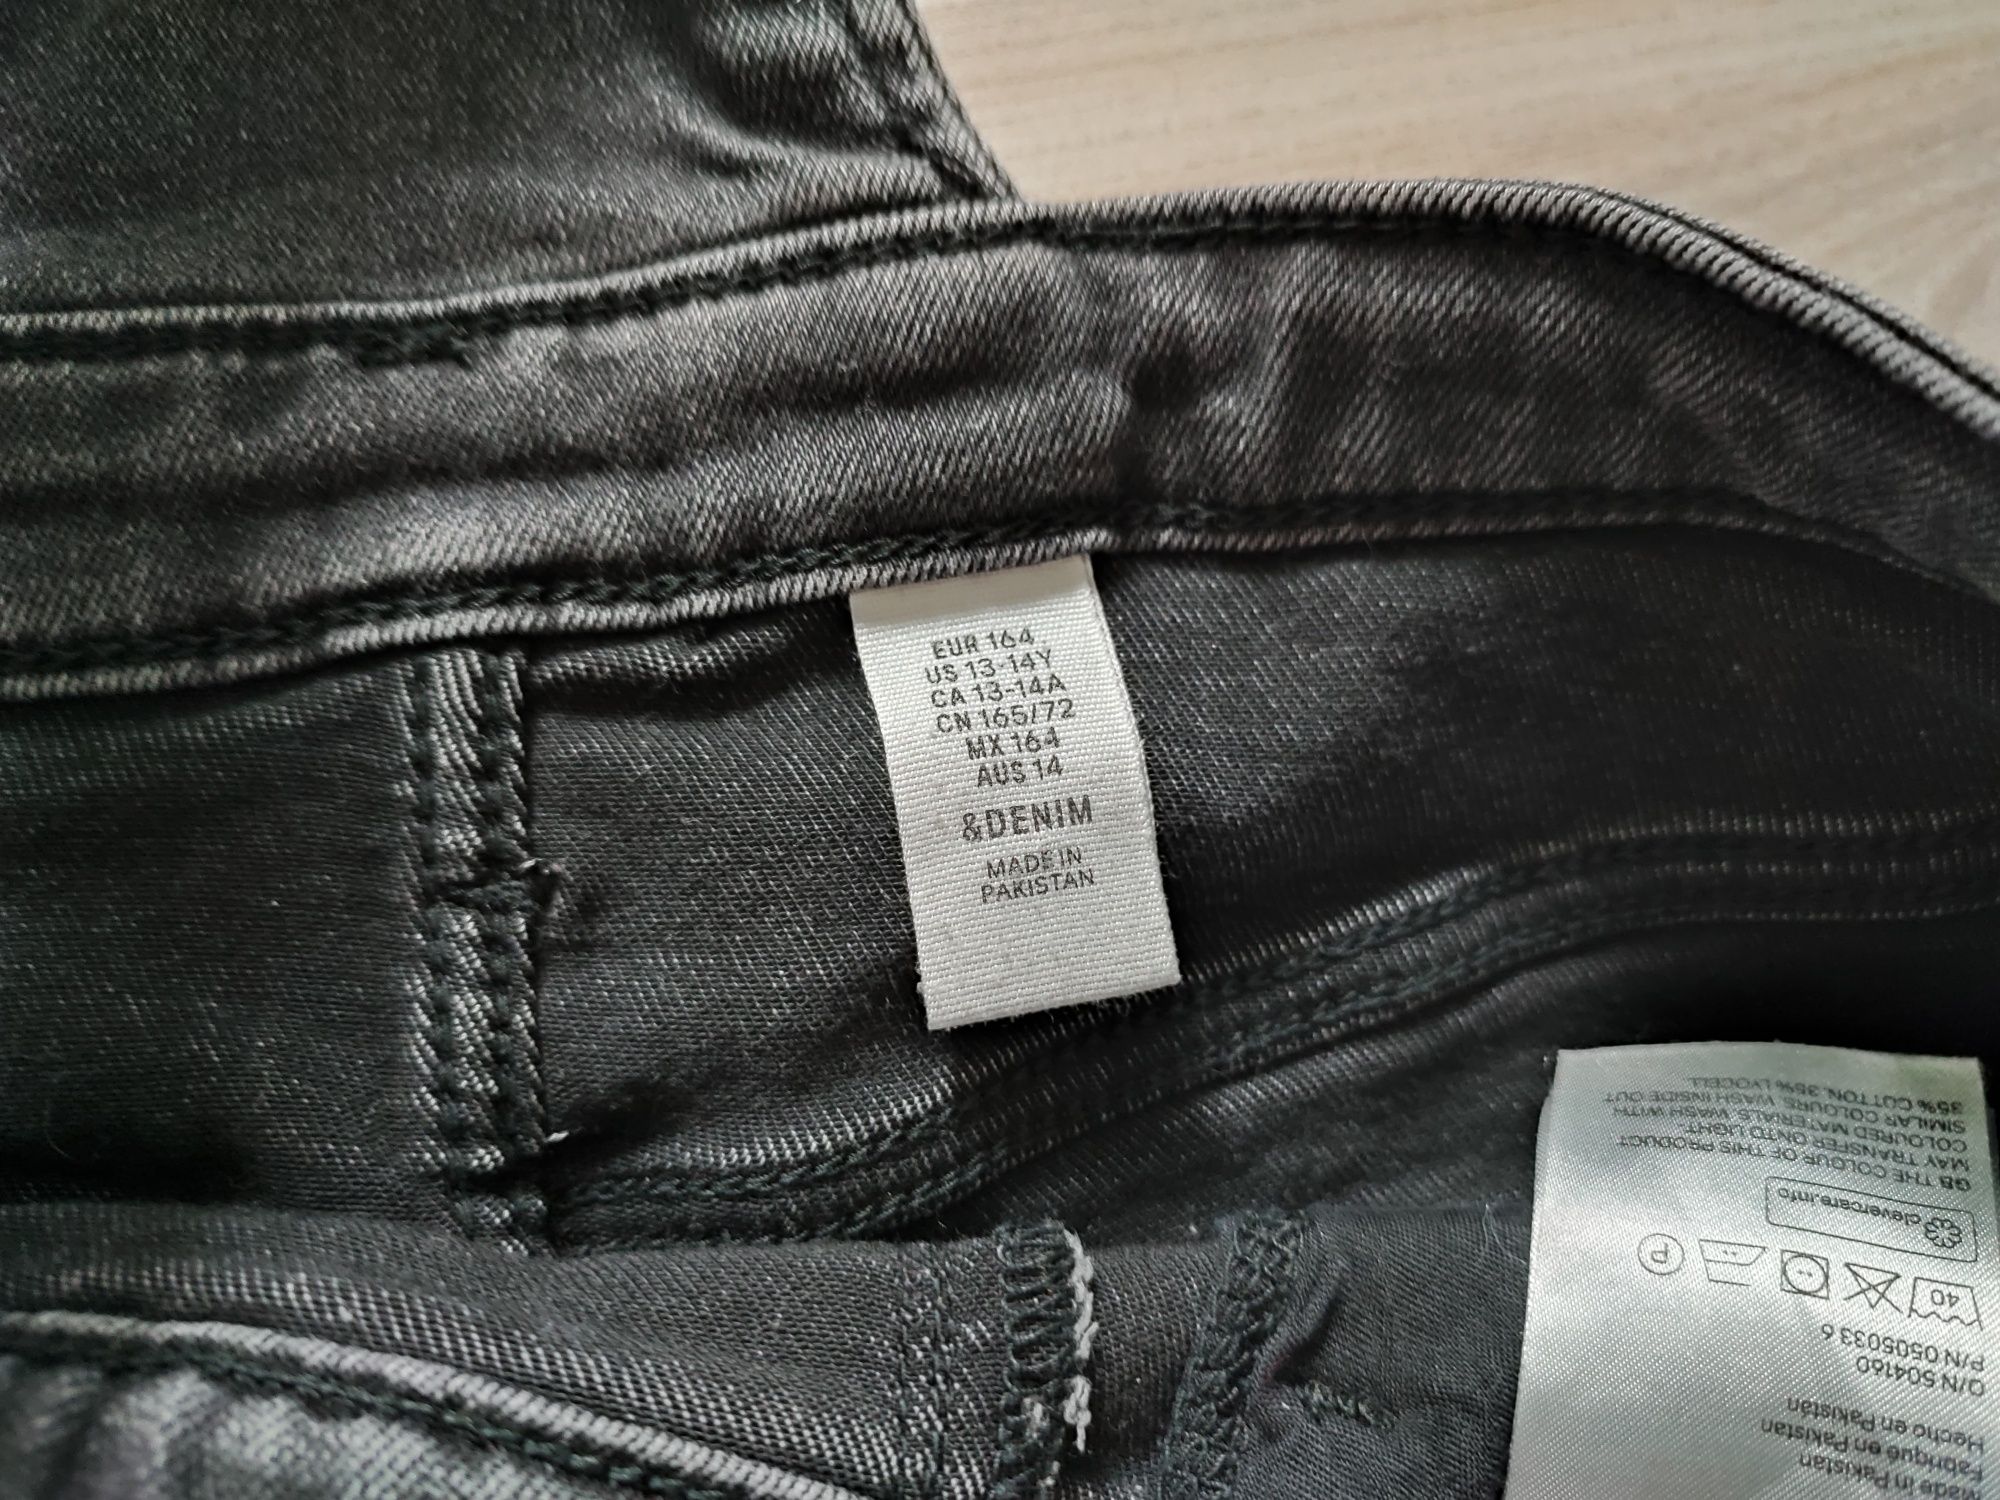 EUR 164
US 13-14Y
CA 13-14A
CN 165/72
MX 164
AUS 14
&DENIM
MADE IN
PAKISTAN
Made in Pakistan
Fabriqué en Pakistan
Hecho en Pakistán
O/N 504160
P/N 0505033 6
40
P
clevercare.info
GB THE COLOUR OF THIS PRODUCT
MAY TRANSFER ONTO LIGHT-
COLOURED MATERIALS. WASH WITH
SIMILAR COLOURS. WASH INSIDE OUT
35% COTTON, 35% LYOCELL